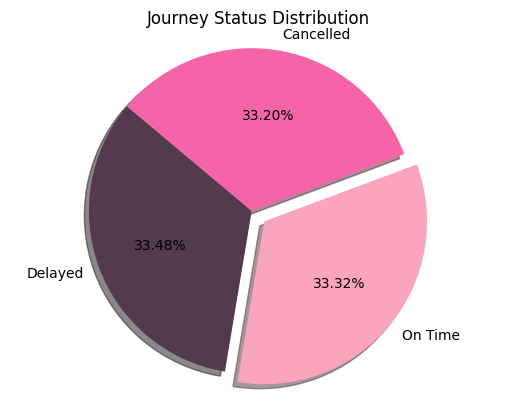 Journey Status Distribution
Cancelled
33.20%
33.48%
Delayed
33.32%
On Time